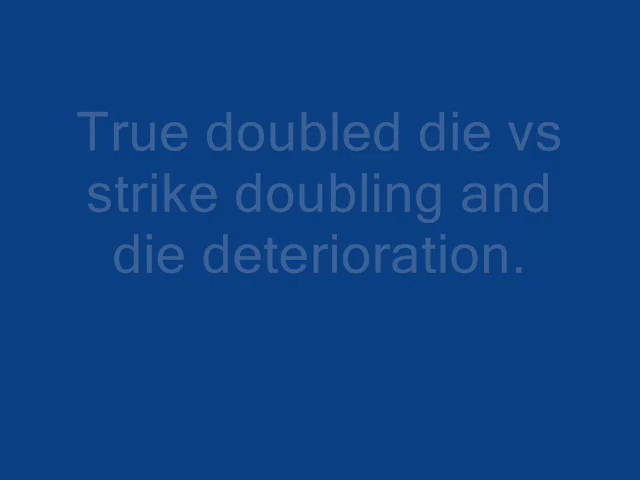 True doubled die vs
strike doubling and
die deterioration.